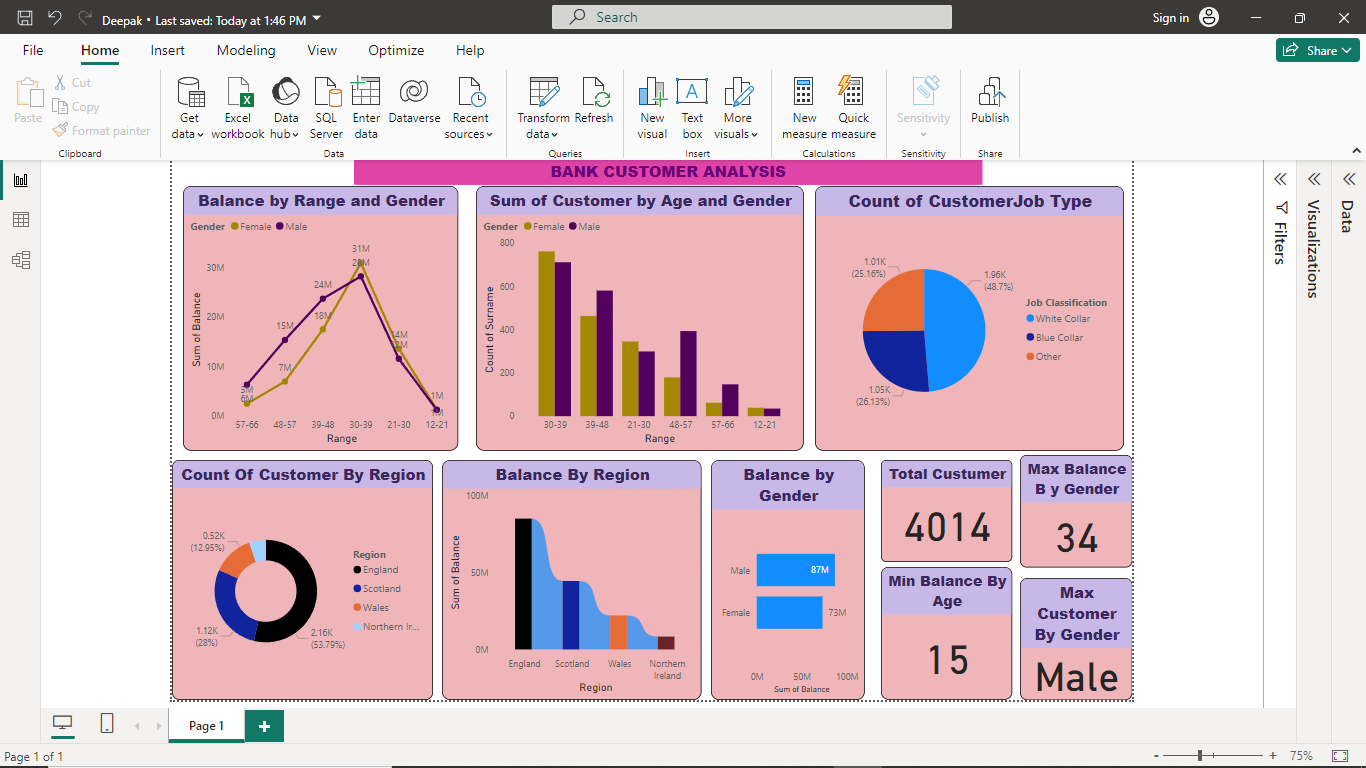 Deepak • Last saved: Today at 1:46 PM
Search
Sign in
File Home Insert Modeling View Optimize Help
Share
Paste
Cut
Copy
Format painter
Clipboard
Get data
Excel workbook
Data hub
SQL Server
Enter data
Dataverse
Recent sources
Data
Transform data
Refresh
Queries
New visual
Text box
More visuals
Insert
New measure
Quick measure
Calculations
Sensitivity
Sensitivity
Publish
Share
BANK CUSTOMER ANALYSIS
Balance by Range and Gender
Gender Female Male
Sum of Balance
30M
20M
10M
0M
31M
24M
18M
15M
7M
3M
6M
14M
1M
1M
57-66 48-57 39-48 30-39 21-30 12-21
Range
Sum of Customer by Age and Gender
Gender Female Male
Count of Surname
800
600
400
200
0
30-39 39-48 21-30 48-57 57-66 12-21
Range
Count of CustomerJob Type
1.01K
(25.16%)
1.96K
(48.7%)
1.05K
(26.13%)
Job Classification
White Collar
Blue Collar
Other
Count Of Customer By Region
0.52K
(12.95%)
1.12K
(28%)
2.16K
(53.79%)
Region
England
Scotland
Wales
Northern Ir...
Balance By Region
Sum of Balance
100M
50M
0M
England Scotland Wales Northern
Ireland
Region
Balance by
Gender
Male 87M
Female 73M
0M 50M 100M
Sum of Balance
Total Custumer
4014
Max Balance
B y Gender
34
Min Balance By
Age
15
Max
Customer
By Gender
Male
Filters
Visualizations
Data
Page 1
Page 1 of 1
- + 75%